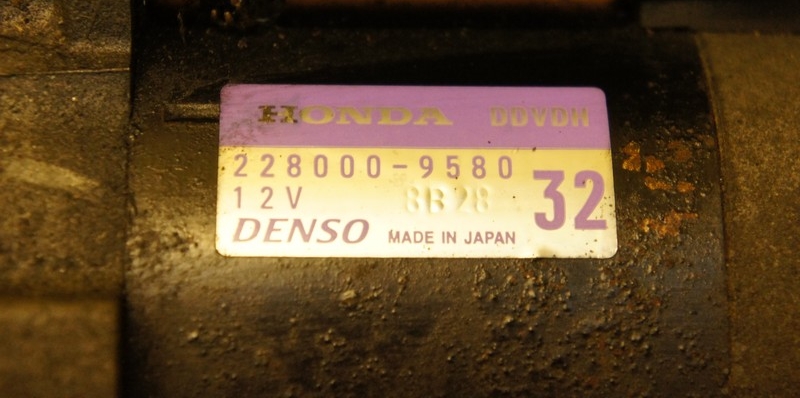 HONDA DDVDH
228000-9580
12V 8B28 32
DENSO MADE IN JAPAN